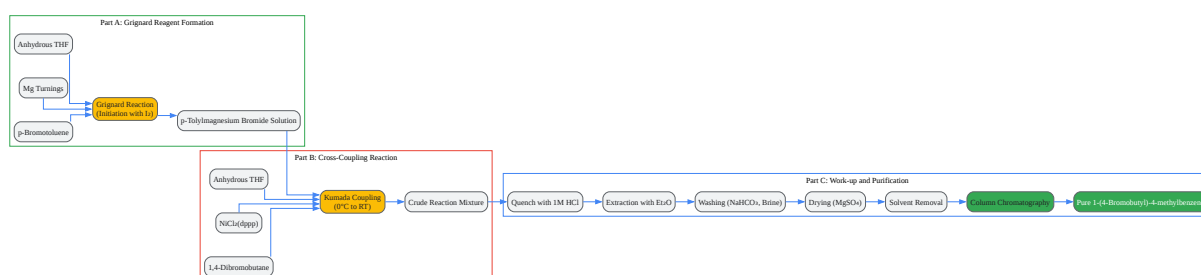 Part A: Grignard Reagent Formation
Anhydrous THF
Mg Turnings
p-Bromotoluene
Grignard Reaction
(Initiation with I₂)
p-Tolylmagnesium Bromide Solution
Part B: Cross-Coupling Reaction
Anhydrous THF
NiCl₂(dppp)
1,4-Dibromobutane
Kumada Coupling
(0°C to RT)
Crude Reaction Mixture
Part C: Work-up and Purification
Quench with 1M HCl
Extraction with Et₂O
Washing (NaHCO₃, Brine)
Drying (MgSO₄)
Solvent Removal
Column Chromatography
Pure 1-(4-Bromobutyl)-4-methylbenzen